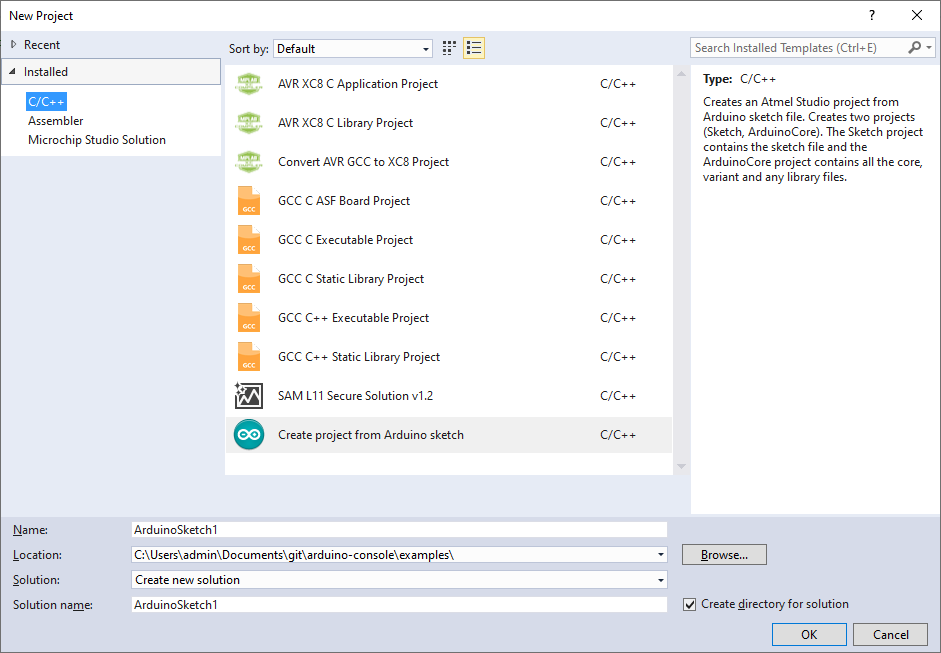 New Project
?
Recent
Installed
C/C++
Assembler
Microchip Studio Solution
Sort by: Default
AVR XC8 C Application Project C/C++
AVR XC8 C Library Project C/C++
Convert AVR GCC to XC8 Project C/C++
GCC
GCC C ASF Board Project C/C++
GCC
GCC C Executable Project C/C++
GCC
GCC C Static Library Project C/C++
GCC
GCC C++ Executable Project C/C++
GCC
GCC C++ Static Library Project C/C++
SAM L11 Secure Solution v1.2 C/C++
Create project from Arduino sketch C/C++
Search Installed Templates (Ctrl+E)
Type: C/C++
Creates an Atmel Studio project from
Arduino sketch file. Creates two projects
(Sketch, ArduinoCore). The Sketch project
contains the sketch file and the
ArduinoCore project contains all the core,
variant and any library files.
Name: ArduinoSketch1
Location: C:\Users\admin\Documents\git\arduino-console\examples\
Browse...
Solution: Create new solution
Solution name: ArduinoSketch1
Create directory for solution
OK Cancel